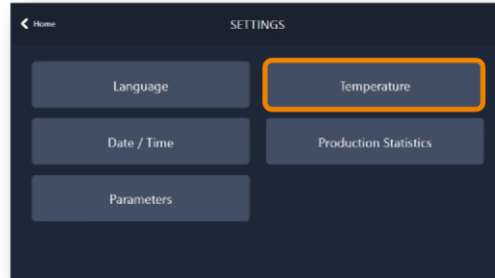 Home
SETTINGS
Language
Temperature
Date / Time
Production Statistics
Parameters